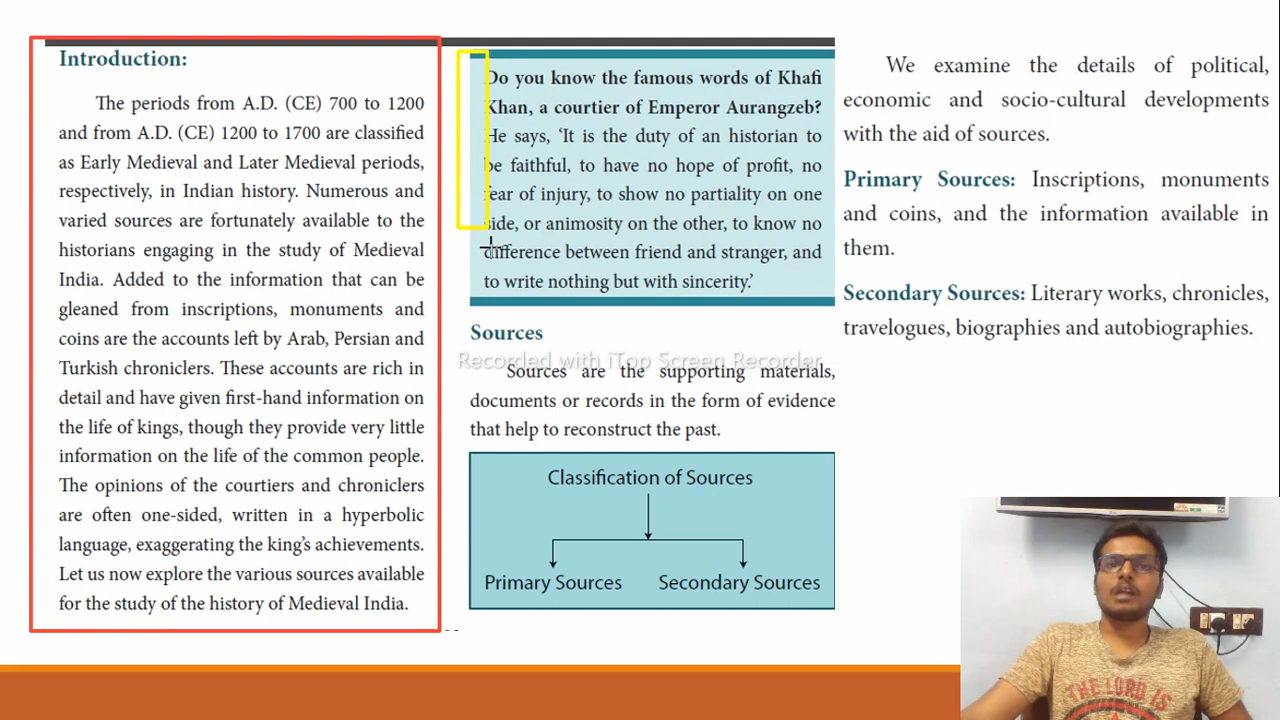 Introduction:
The periods from A.D. (CE) 700 to 1200
and from A.D. (CE) 1200 to 1700 are classified
as Early Medieval and Later Medieval periods,
respectively, in Indian history. Numerous and
varied sources are fortunately available to the
historians engaging in the study of Medieval
India. Added to the information that can be
gleaned from inscriptions, monuments and
coins are the accounts left by Arab, Persian and
Turkish chroniclers. These accounts are rich in
detail and have given first-hand information on
the life of kings, though they provide very little
information on the life of the common people.
The opinions of the courtiers and chroniclers
are often one-sided, written in a hyperbolic
language, exaggerating the king's achievements.
Let us now explore the various sources available
for the study of the history of Medieval India.
Do you know the famous words of Khafi
Khan, a courtier of Emperor Aurangzeb?
He says, 'It is the duty of an historian to
be faithful, to have no hope of profit, no
fear of injury, to show no partiality on one
side, or animosity on the other, to know no
difference between friend and stranger, and
to write nothing but with sincerity.'
Sources
Recorded with iTop Screen Recorder
Sources are the supporting materials,
documents or records in the form of evidence
that help to reconstruct the past.
Classification of Sources
Primary Sources Secondary Sources
We examine the details of political,
economic and socio-cultural developments
with the aid of sources.
Primary Sources: Inscriptions, monuments
and coins, and the information available in
them.
Secondary Sources: Literary works, chronicles,
travelogues, biographies and autobiographies.
THE LORD IS